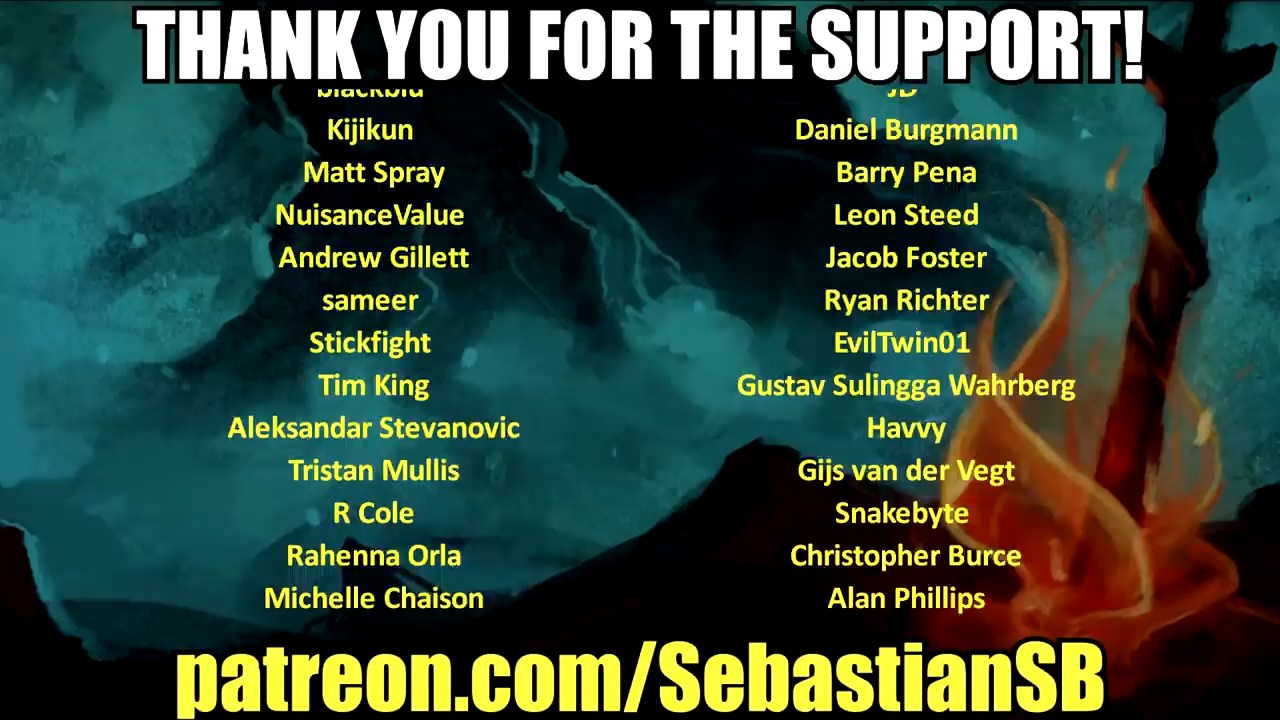 THANK YOU FOR THE SUPPORT!
JD
Kijikun
Daniel Burgmann
Matt Spray
Barry Pena
NuisanceValue
Leon Steed
Andrew Gillett
Jacob Foster
sameer
Ryan Richter
Stickfight
EvilTwin01
Tim King
Gustav Sulingga Wahrberg
Aleksandar Stevanovic
Havvy
Tristan Mullis
Gijs van der Vegt
R Cole
Snakebyte
Rahenna Orla
Christopher Burce
Michelle Chaison
Alan Phillips
patreon.com/SebastianSB